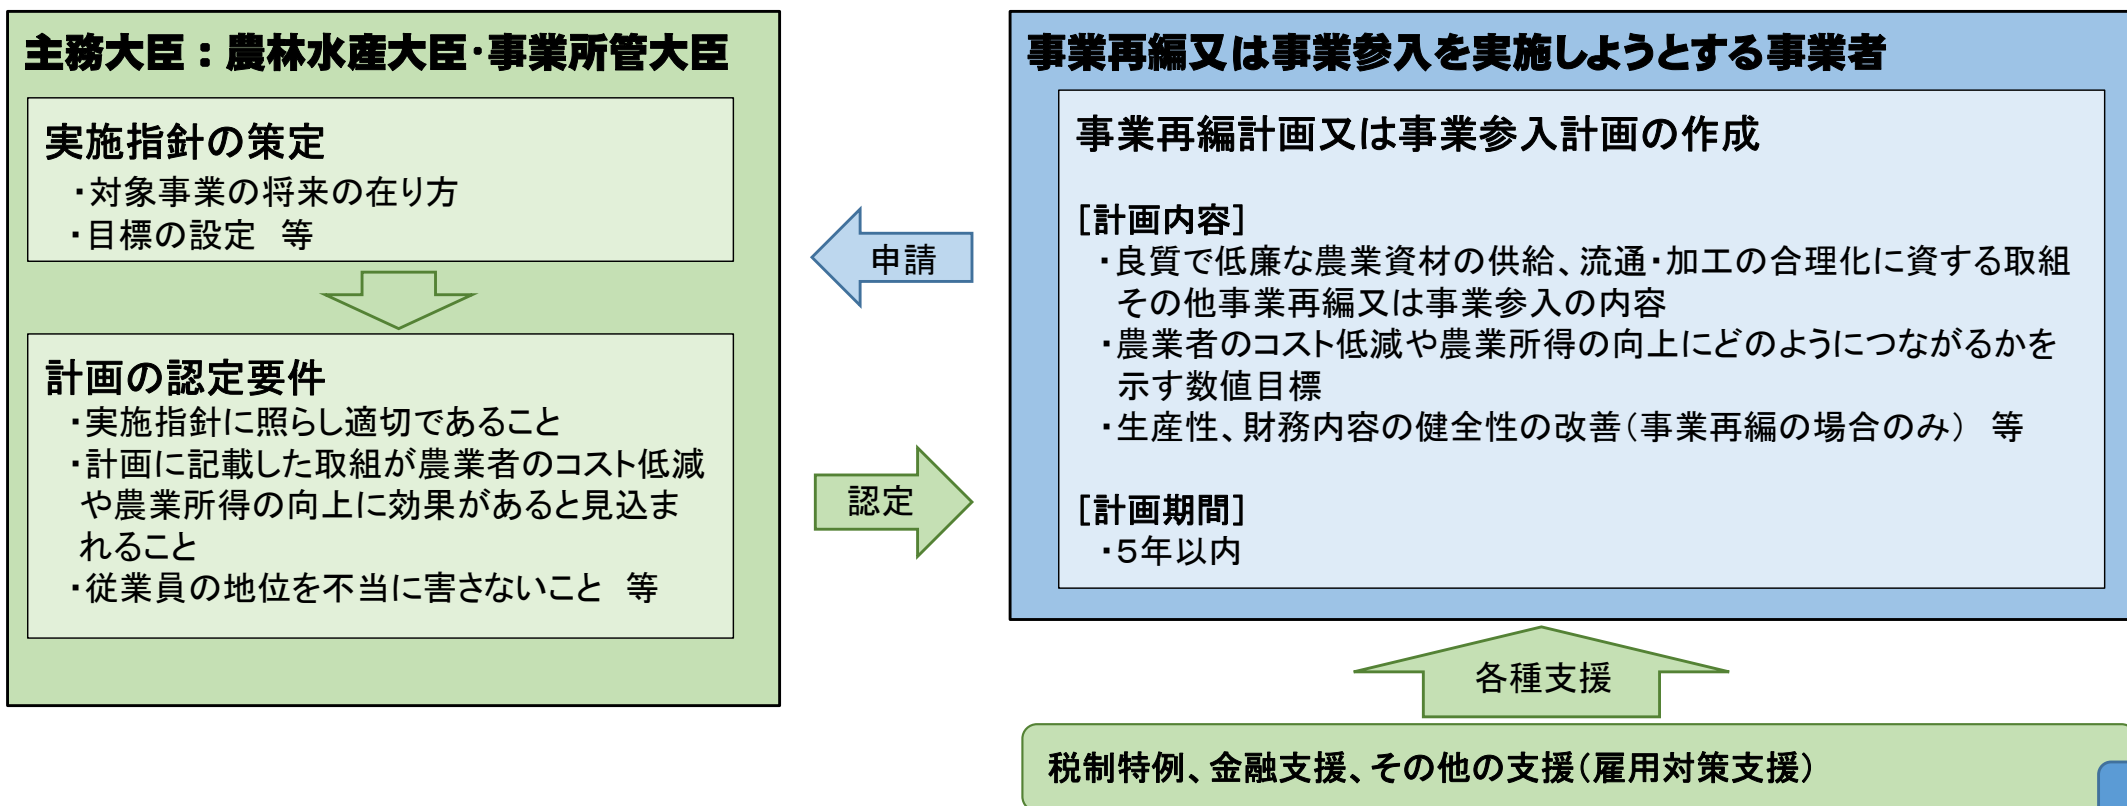 主務大臣：農林水産大臣・事業所管大臣
実施指針の策定
・対象事業の将来の在り方
・目標の設定　等
計画の認定要件
・実施指針に照らし適切であること
・計画に記載した取組が農業者のコスト低減
や農業所得の向上に効果があると見込ま
れること
・従業員の地位を不当に害さないこと　等
申請
認定
事業再編又は事業参入を実施しようとする事業者
事業再編計画又は事業参入計画の作成
[計画内容]
・良質で低廉な農業資材の供給、流通・加工の合理化に資する取組
その他事業再編又は事業参入の内容
・農業者のコスト低減や農業所得の向上にどのようにつながるかを
示す数値目標
・生産性、財務内容の健全性の改善（事業再編の場合のみ）　等
[計画期間]
・５年以内
各種支援
税制特例、金融支援、その他の支援（雇用対策支援）